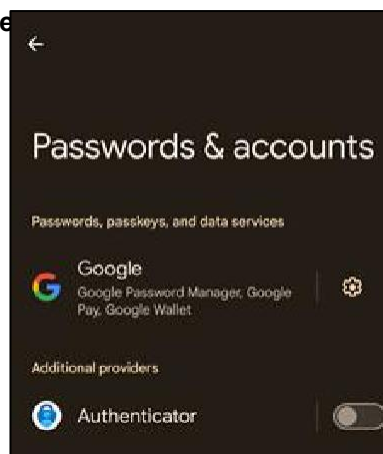 e
Passwords & accounts
Passwords, passkeys, and data services
Google
Google Password Manager, Google
Pay, Google Wallet
Additional providers
Authenticator